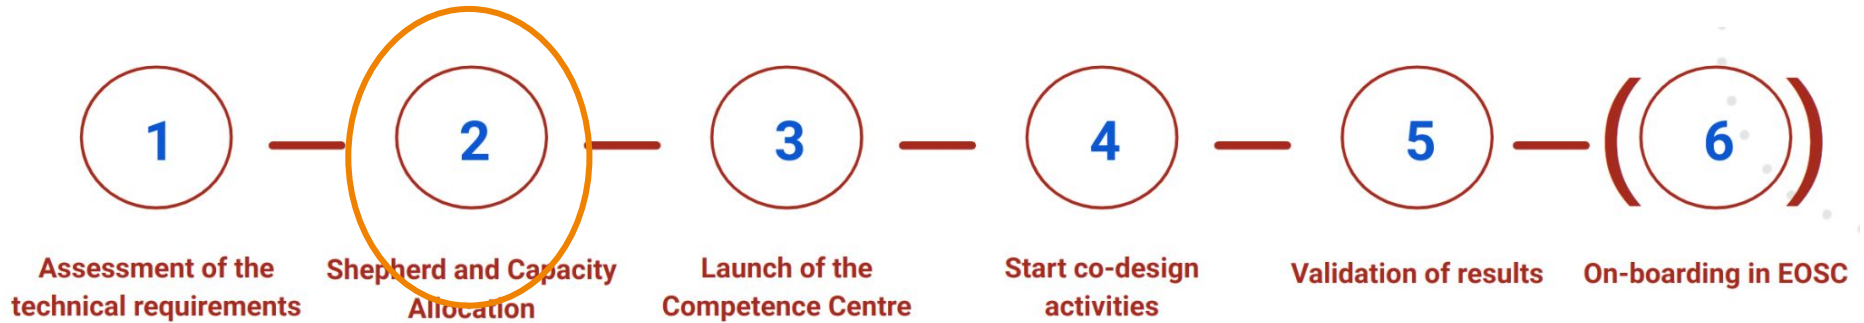 1
2
3
4
5
(6)
Assessment of the
technical requirements
Shepherd and Capacity
Allocation
Launch of the
Competence Centre
Start co-design
activities
Validation of results
On-boarding in EOSC